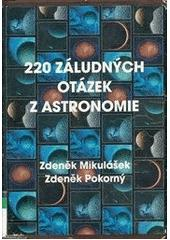 220 ZÁLUDNÝCH
OTÁZEK
Z ASTRONOMIE
Zdeněk Mikulášek
Zdeněk Pokorný